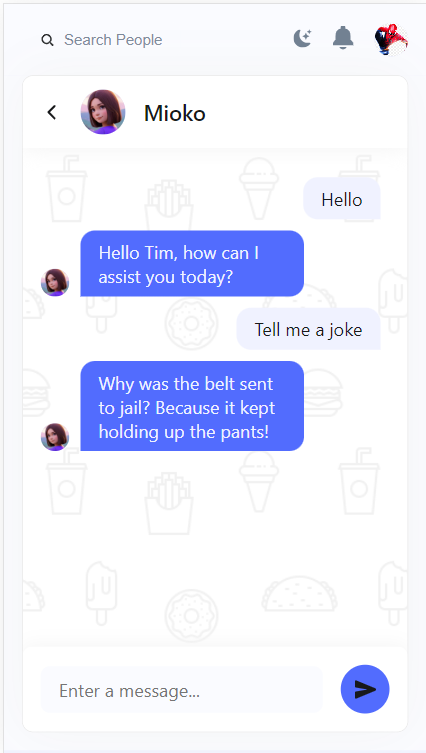 Search People
Mioko
Hello
Hello Tim, how can I
assist you today?
Tell me a joke
Why was the belt sent
to jail? Because it kept
holding up the pants!
Enter a message...